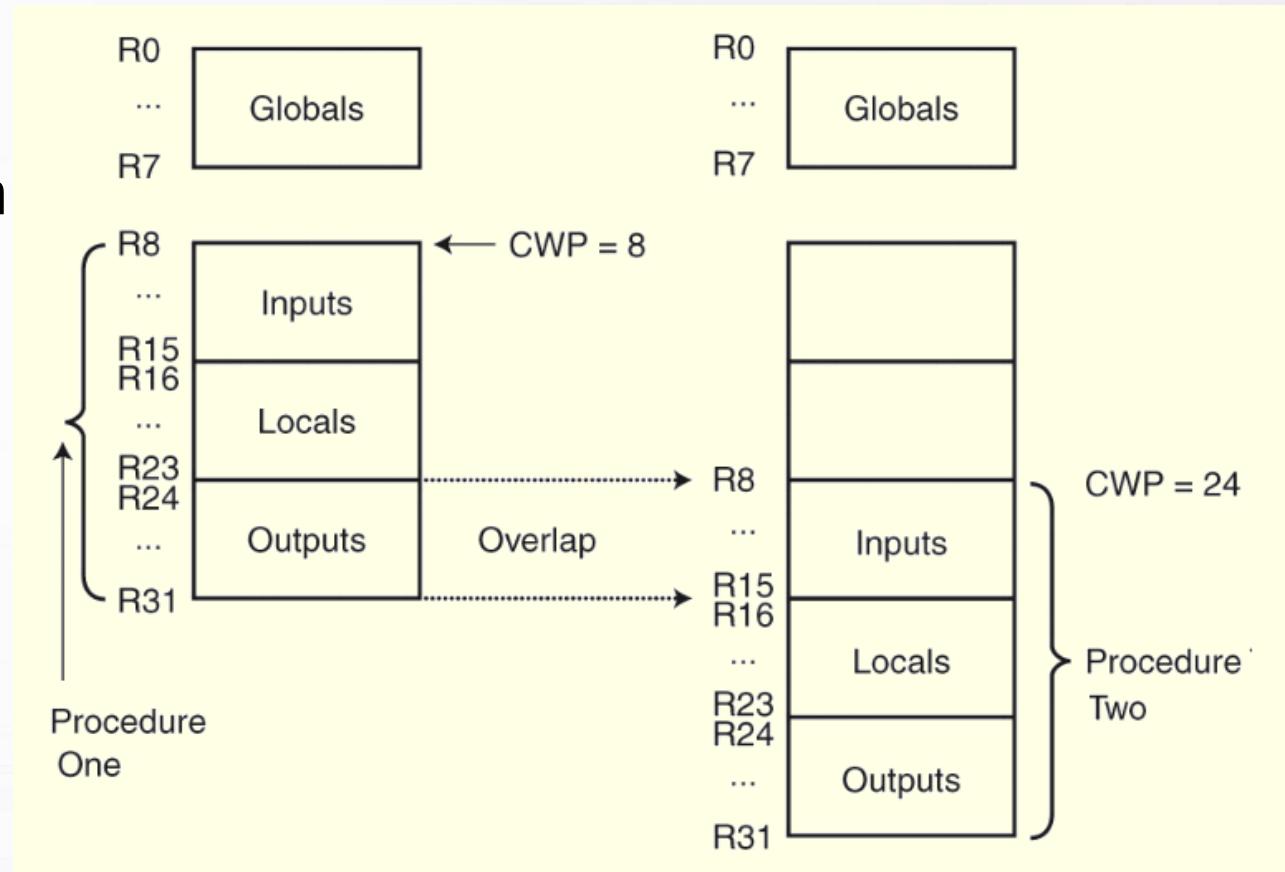 R0
...
R7
Globals
R8
...
R15
R16
...
R23
R24
...
R31
CWP = 8
Inputs
Locals
Outputs
Overlap
Procedure
One
R0
...
R7
Globals
R8
...
R15
R16
...
R23
R24
...
R31
Inputs
Locals
Outputs
CWP = 24
Procedure
Two